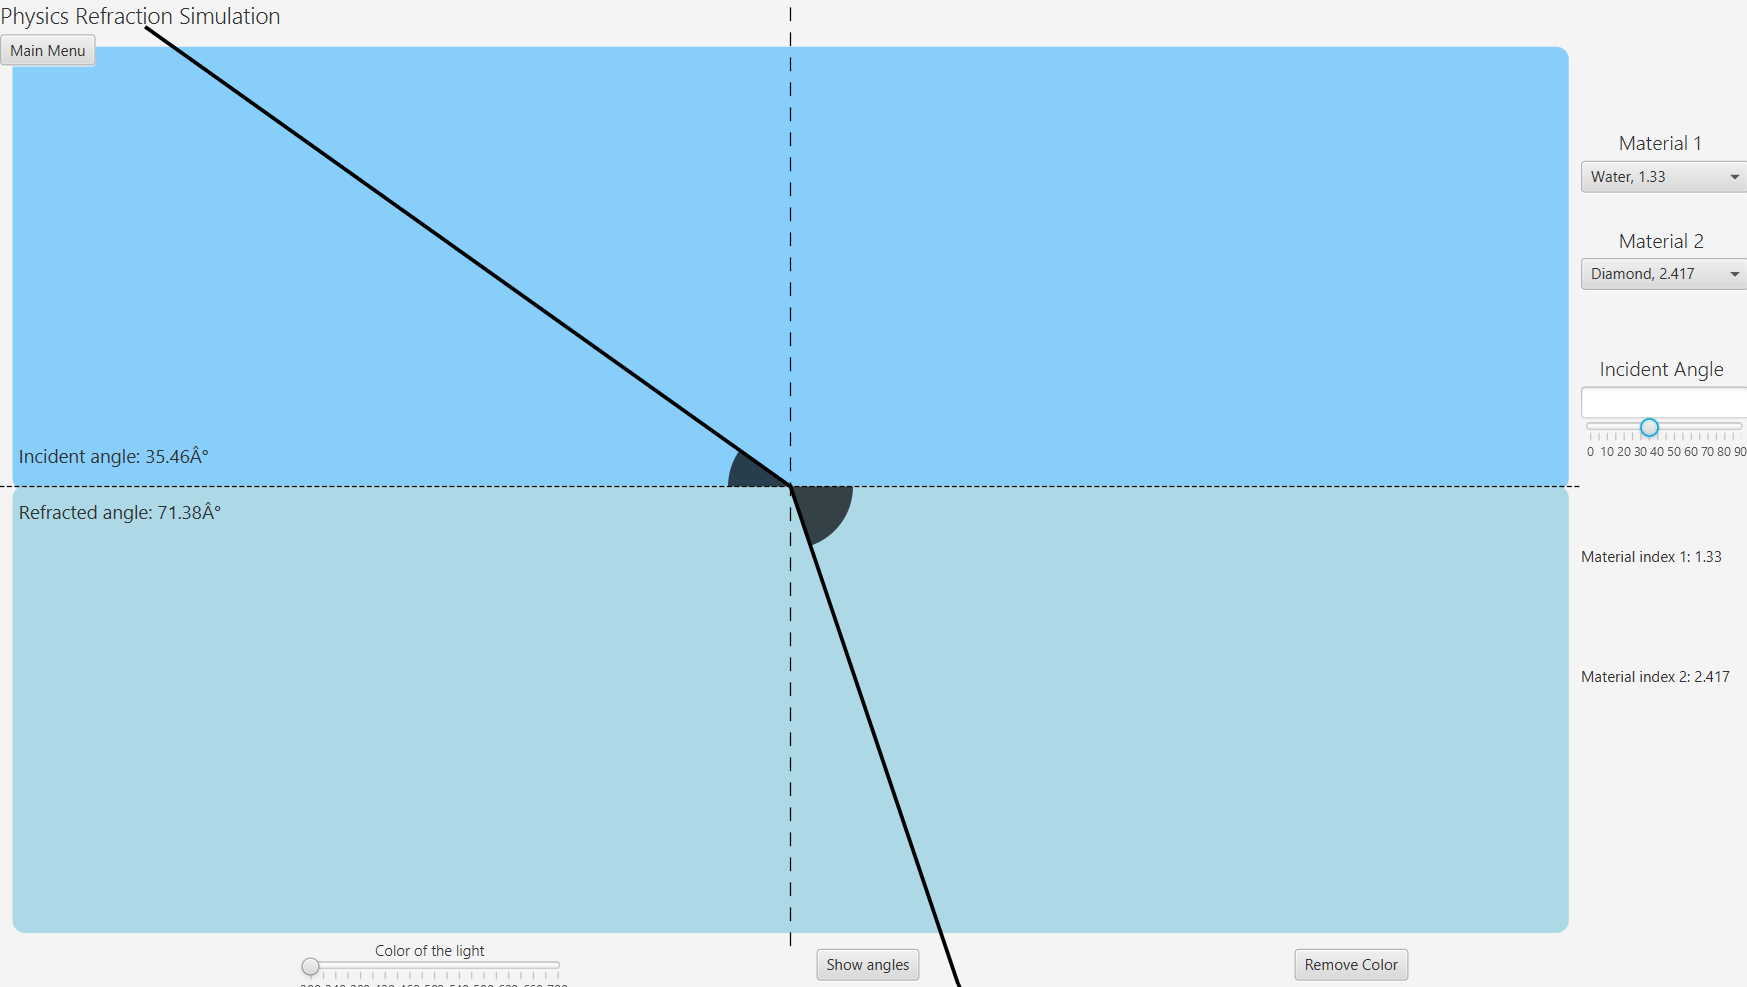 Physics Refraction Simulation
Main Menu
Material 1
Water, 1.33
Material 2
Diamond, 2.417
Incident Angle
0 10 20 30 40 50 60 70 80 90
Incident angle: 35.46Â°
Refracted angle: 71.38Â°
Material index 1: 1.33
Material index 2: 2.417
Color of the light
Show angles
Remove Color